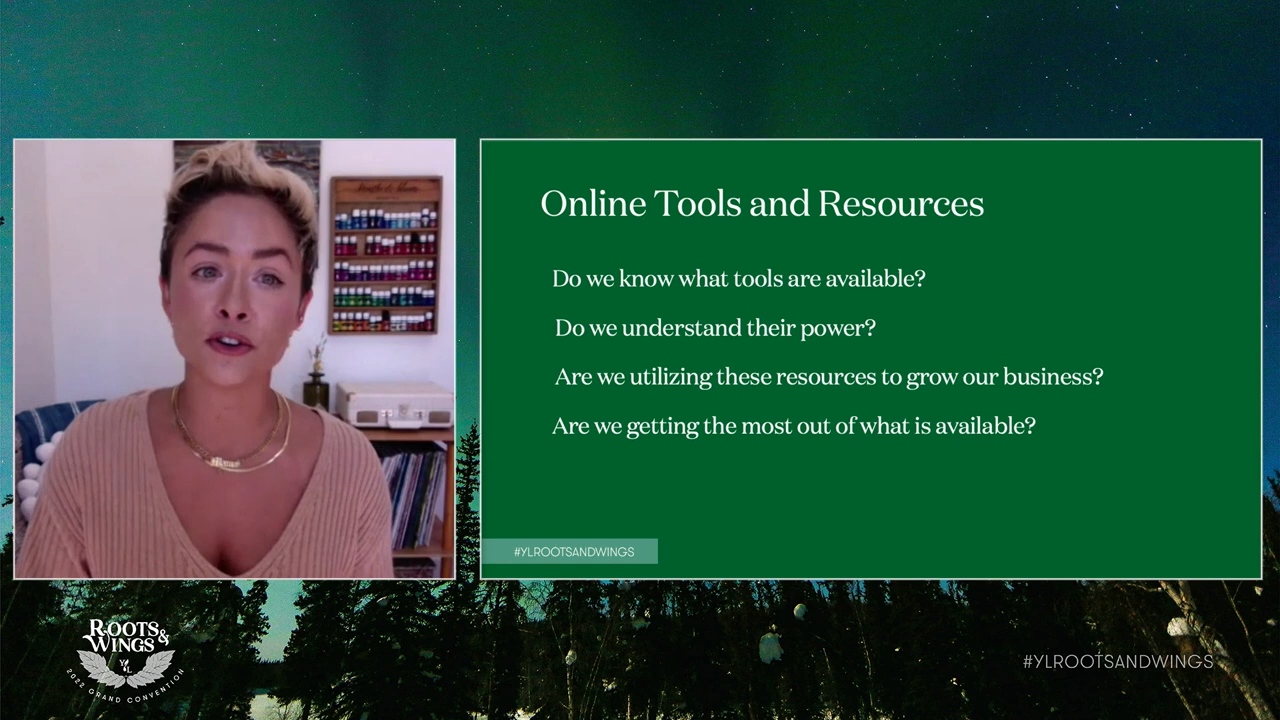 Online Tools and Resources
Do we know what tools are available?
Do we understand their power?
Are we utilizing these resources to grow our business?
Are we getting the most out of what is available?
#YLROOTSANDWINGS
ROOTS &
WINGS
YL
2022 GRAND CONVENTION
#YLROOTSANDWINGS